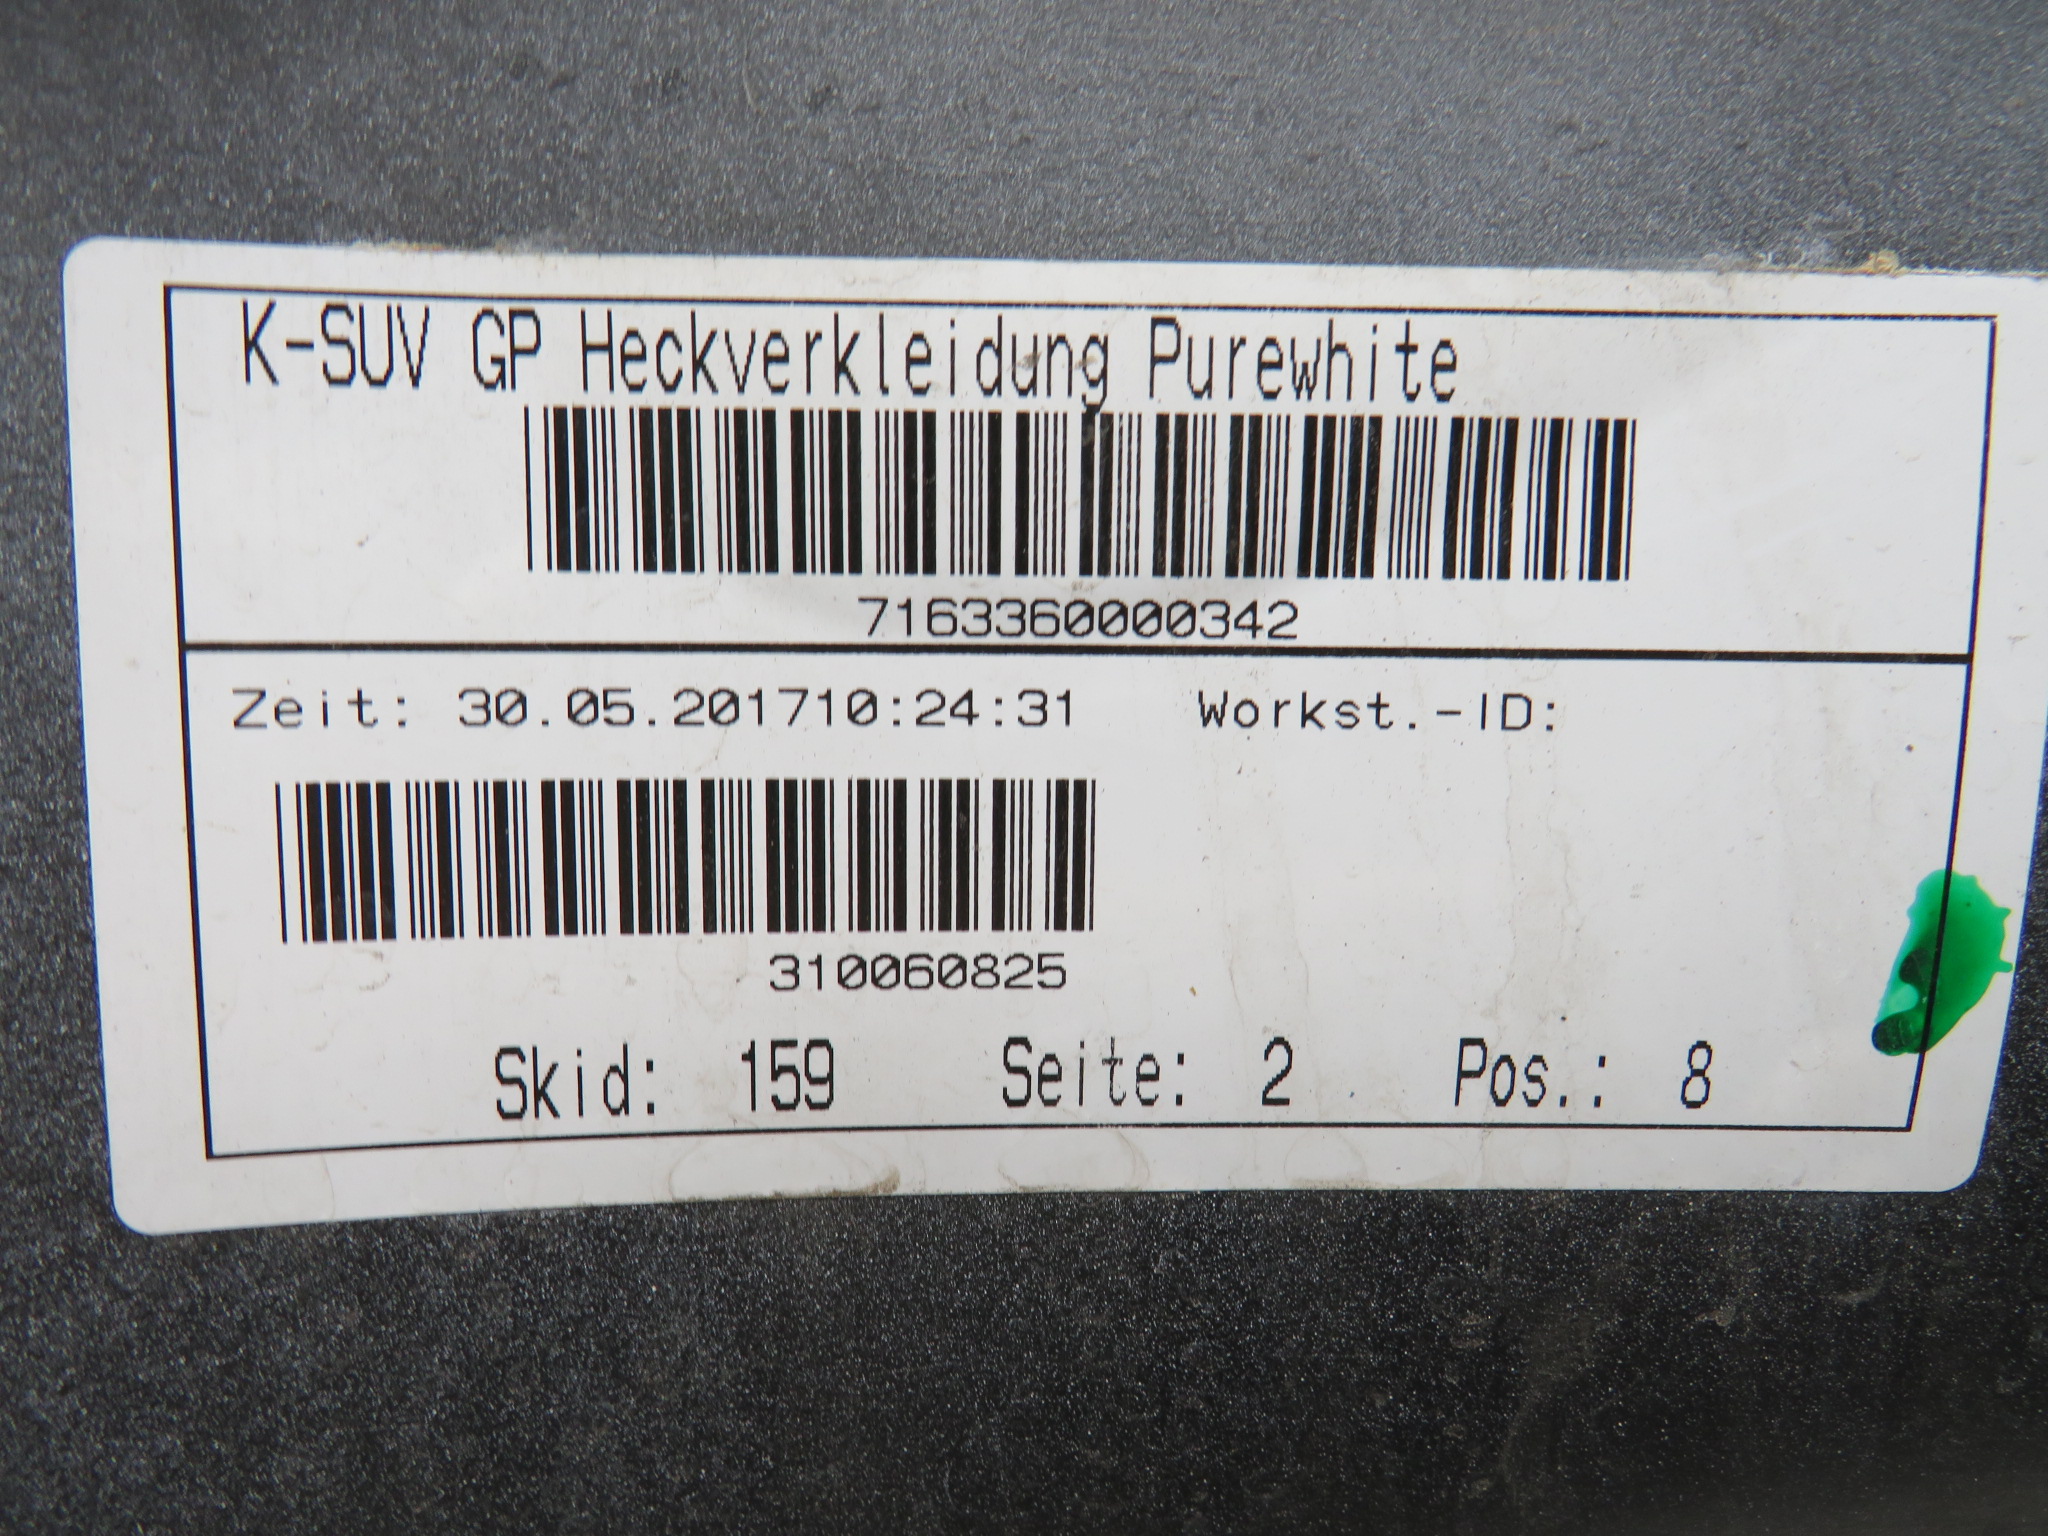 K-SUV GP Heckverkleidung Purewhite
7163360000342
Zeit: 30.05.201710:24:31 Workst.-ID:
310060825
Skid: 159 Seite: 2 Pos.: 8